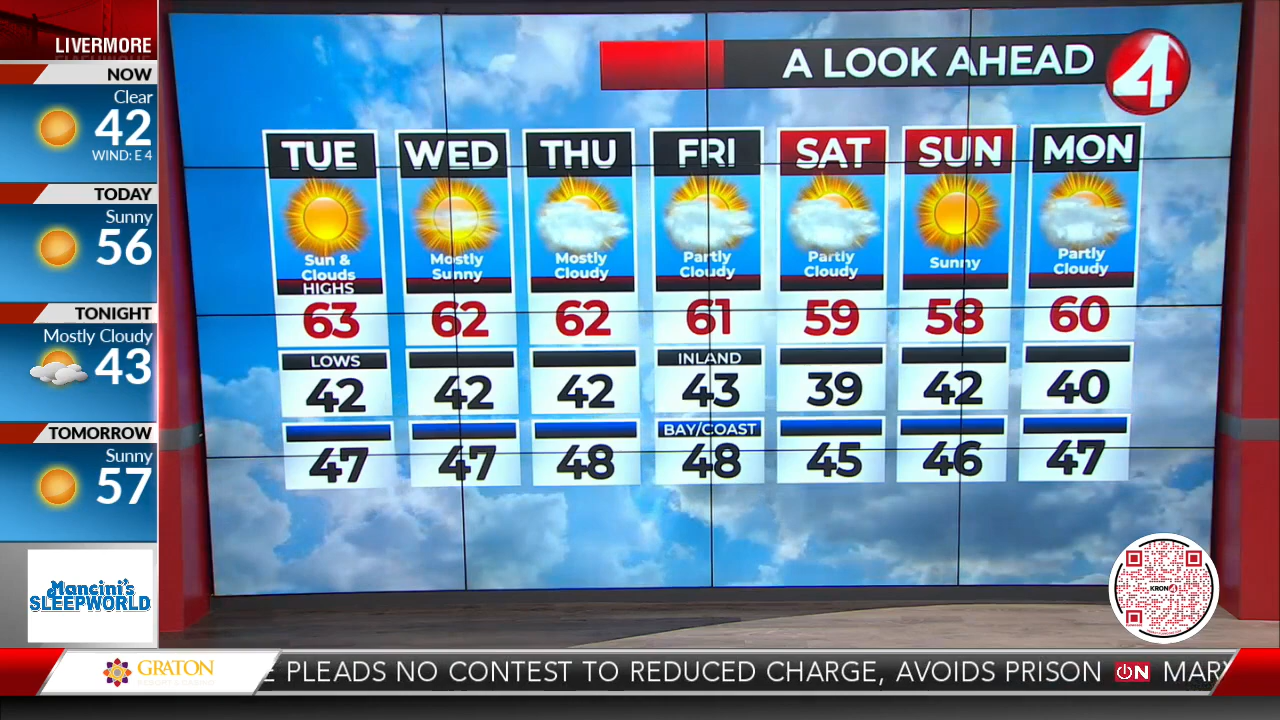 LIVERMORE
NOW
Clear
42
WIND: E 4
TODAY
Sunny
56
TONIGHT
Mostly Cloudy
43
TOMORROW
Sunny
57
Mancini's
SLEEPWORLD
A LOOK AHEAD 4
TUE WED THU FRI SAT SUN MON
Sun & Clouds Mostly Sunny Mostly Cloudy Partly Cloudy Partly Cloudy Sunny Partly Cloudy
HIGHS
63 62 62 61 59 58 60
LOWS INLAND
42 42 42 43 39 42 40
BAY/COAST
47 47 48 48 45 46 47
KRON4
GRATON
PLEADS NO CONTEST TO REDUCED CHARGE, AVOIDS PRISON ON